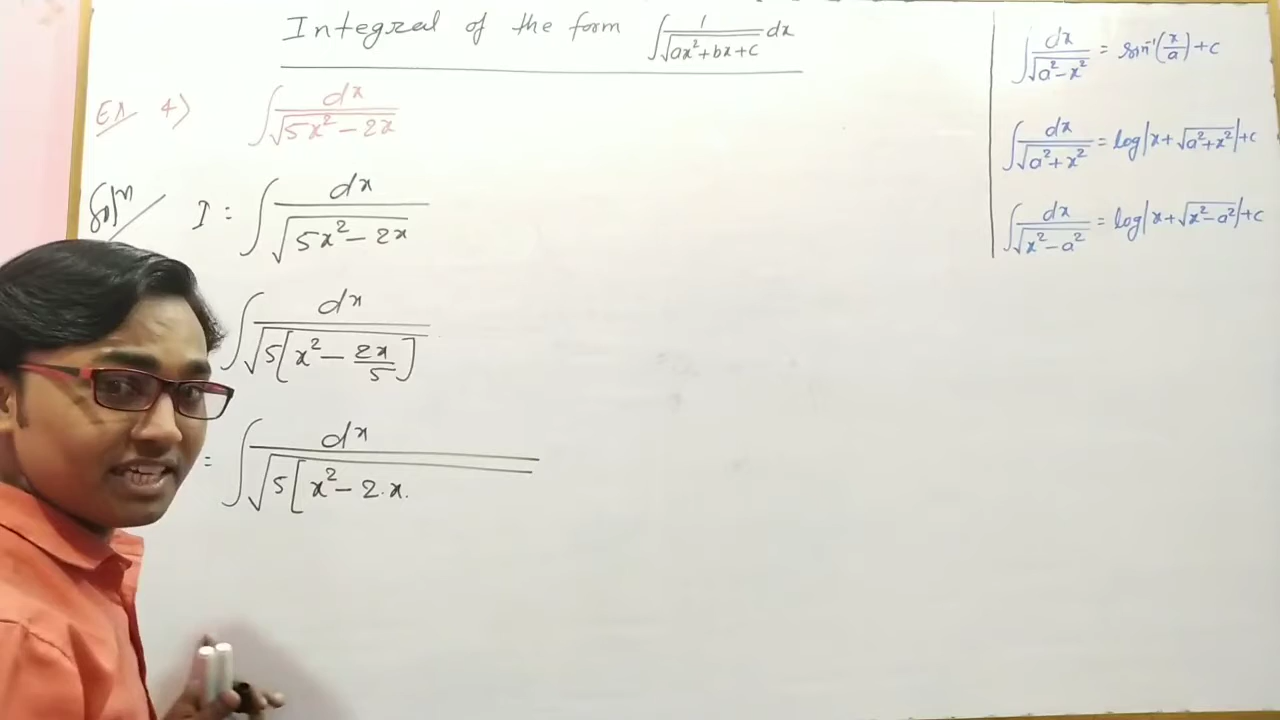 Integral of the form ∫ 1/√(ax²+bx+c) dx
Ex 4) ∫ dx/√(5x²-2x)
Solⁿ I = ∫ dx/√(5x²-2x)
∫ dx/√(5[x²-2x/5])
= ∫ dx/√(5[x²-2.x.
∫ dx/√(a²-x²) = sin⁻¹(x/a)+c
∫ dx/√(a²+x²) = log|x+√(a²+x²)|+c
∫ dx/√(x²-a²) = log|x+√(x²-a²)|+c